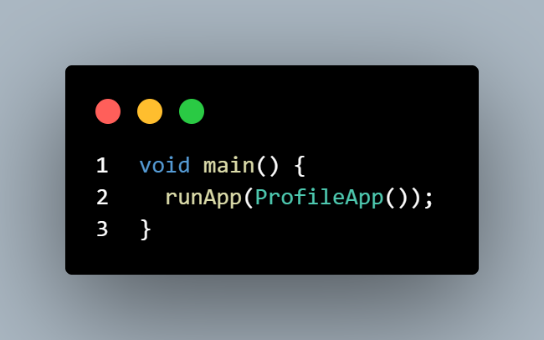 1 void main() {
2   runApp(ProfileApp());
3 }